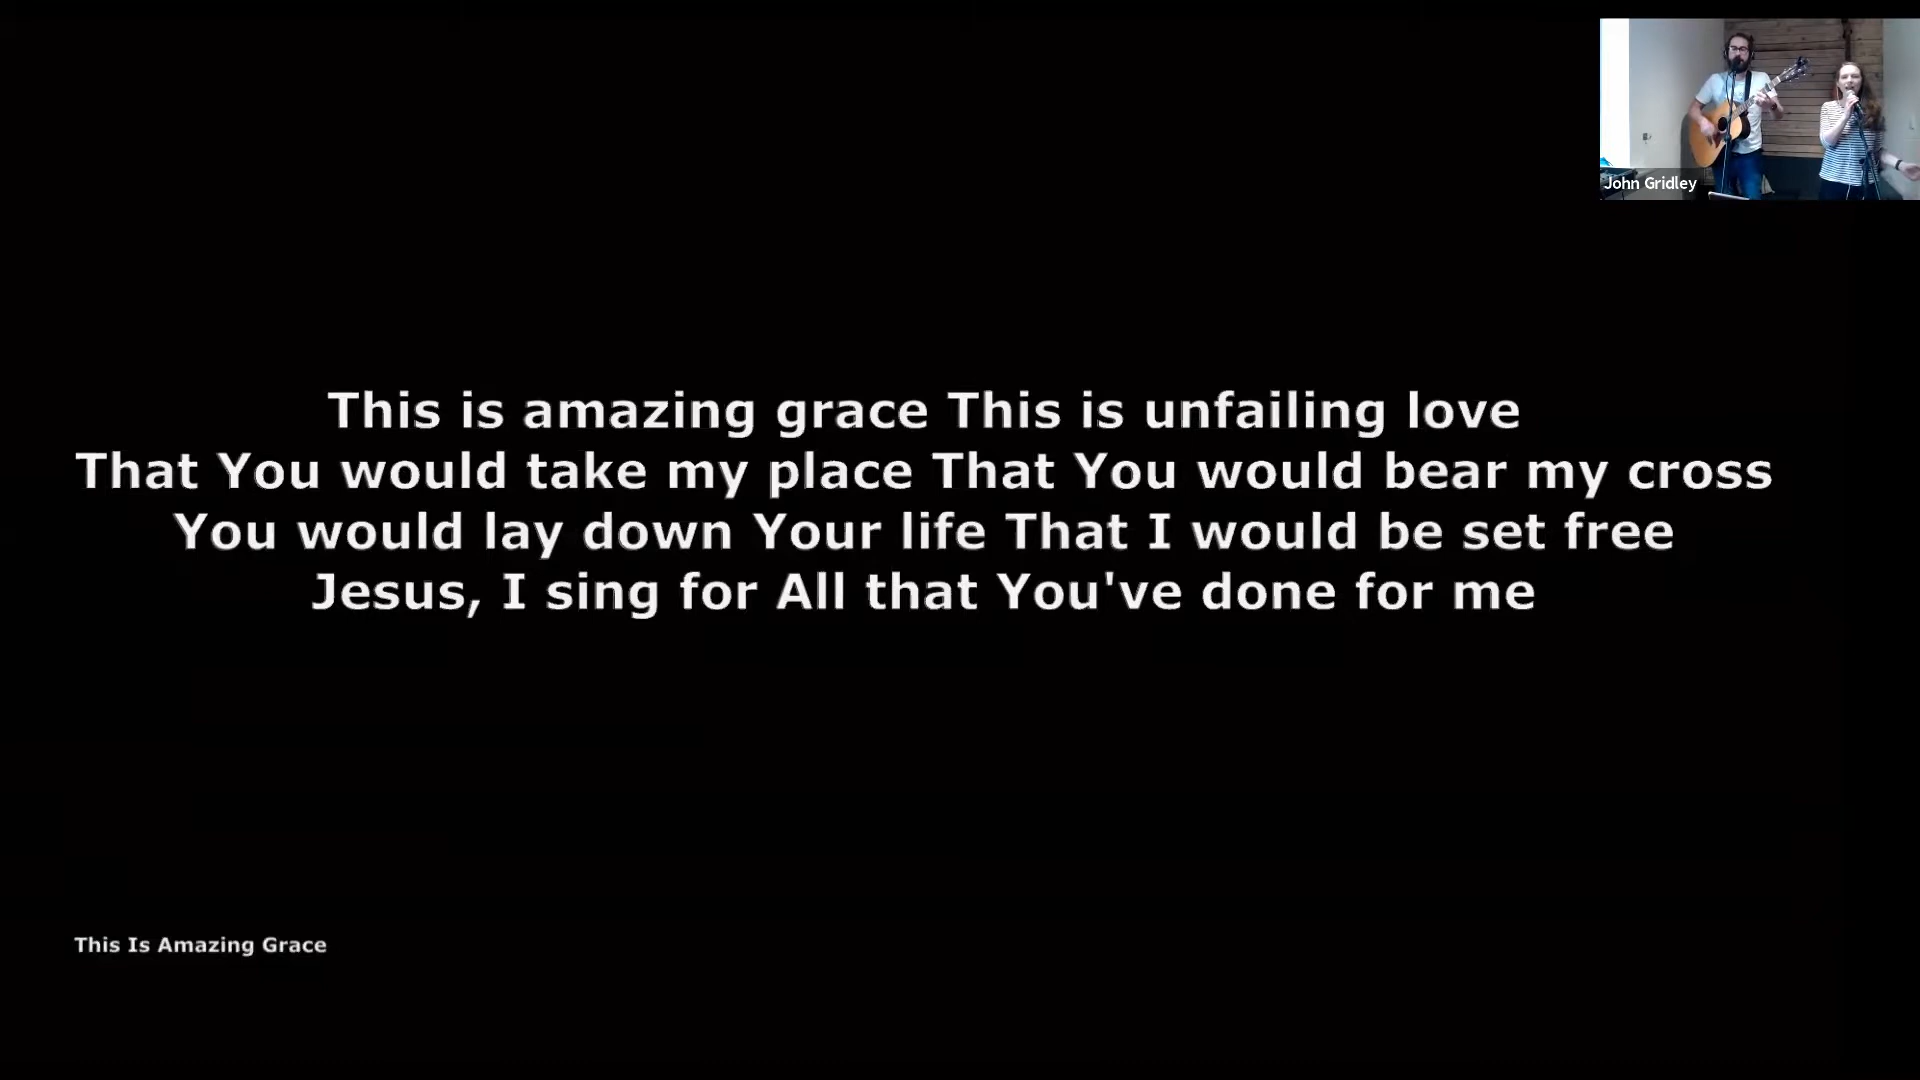 John Gridley
This is amazing grace This is unfailing love
That You would take my place That You would bear my cross
You would lay down Your life That I would be set free
Jesus, I sing for All that You've done for me
This Is Amazing Grace